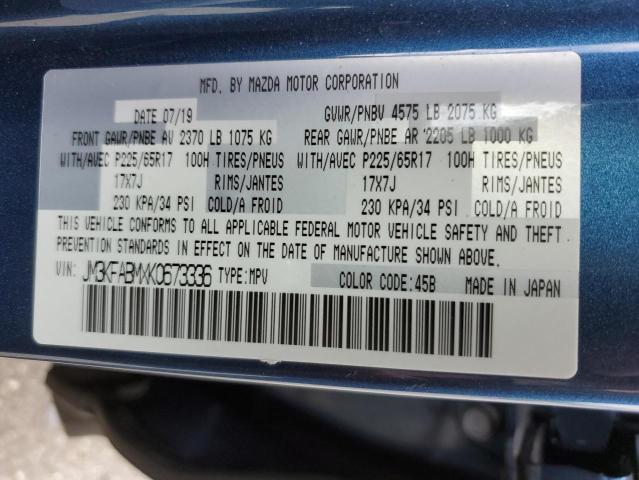 MFD. BY MAZDA MOTOR CORPORATION
DATE 07/19 GVWR/PNBV 4575 LB 2075 KG
FRONT GAWR/PNBE AV 2370 LB 1075 KG REAR GAWR/PNBE AR 2205 LB 1000 KG
WITH/AVEC P225/65R17 100H TIRES/PNEUS WITH/AVEC P225/65R17 100H TIRES/PNEUS
17X7J RIMS/JANTES 17X7J RIMS/JANTES
230 KPA/34 PSI COLD/A FROID 230 KPA/34 PSI COLD/A FROID
THIS VEHICLE CONFORMS TO ALL APPLICABLE FEDERAL MOTOR VEHICLE SAFETY AND THEFT
PREVENTION STANDARDS IN EFFECT ON THE DATE OF MANUFACTURE SHOWN ABOVE.
VIN: JM3KFABMXK0673336 TYPE:MPV COLOR CODE:45B MADE IN JAPAN